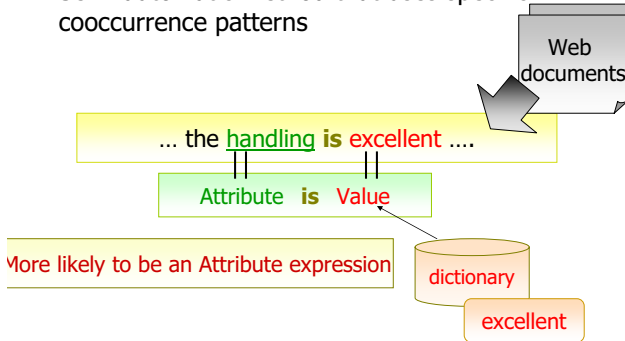 cooccurrence patterns
Web
documents
… the handling is excellent ….
Attribute is Value
More likely to be an Attribute expression
dictionary
excellent